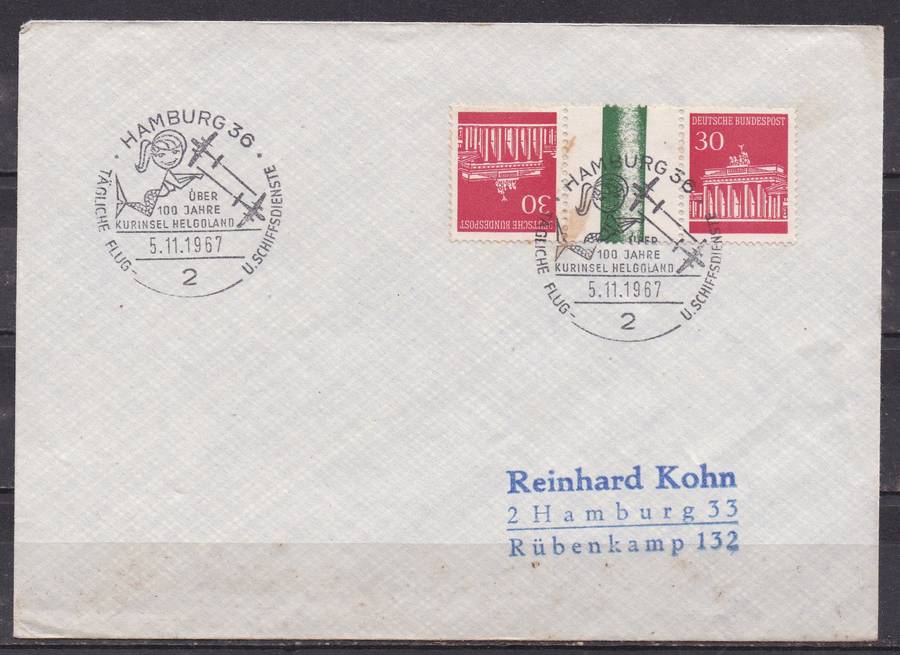 · HAMBURG 36 ·
TÄGLICHE FLUG- U. SCHIFFSDIENSTE
ÜBER
100 JAHRE
KURINSEL HELGOLAND
5.11.1967
2
30
DEUTSCHE BUNDESPOST
DEUTSCHE BUNDESPOST
30
HAMBURG 36
TÄGLICHE FLUG- U. SCHIFFSDIENSTE
ÜBER
100 JAHRE
KURINSEL HELGOLAND
5.11.1967
2
Reinhard Kohn
2 Hamburg 33
Rübenkamp 132